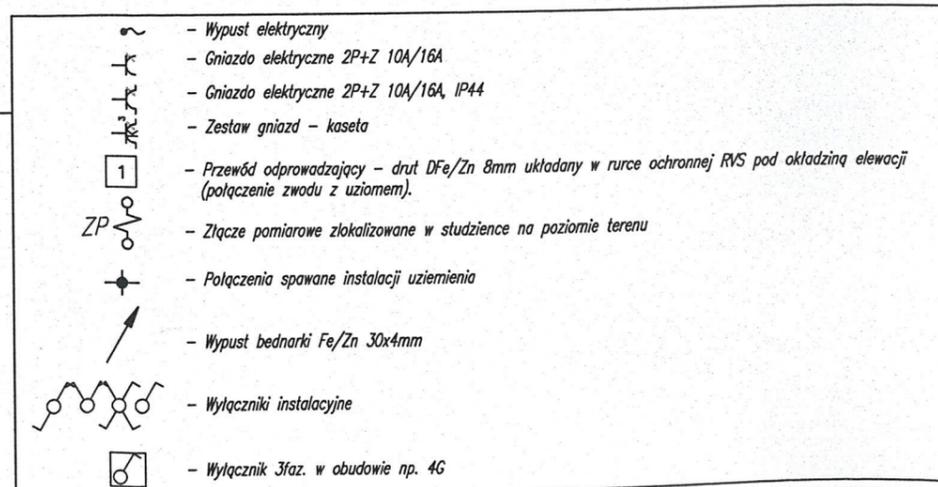 – Wypust elektryczny
– Gniazdo elektryczne 2P+Z 10A/16A
– Gniazdo elektryczne 2P+Z 10A/16A, IP44
3 – Zestaw gniazd – kaseta
1 – Przewód odprowadzający – drut DFe/Zn 8mm układany w rurce ochronnej RVS pod okładziną elewacji
(połączenie zwodu z uziomem).
ZP – Złącze pomiarowe zlokalizowane w studzience na poziomie terenu
– Połączenia spawane instalacji uziemienia
– Wypust bednarki Fe/Zn 30x4mm
– Wyłączniki instalacyjne
– Wyłącznik 3faz. w obudowie np. 4G